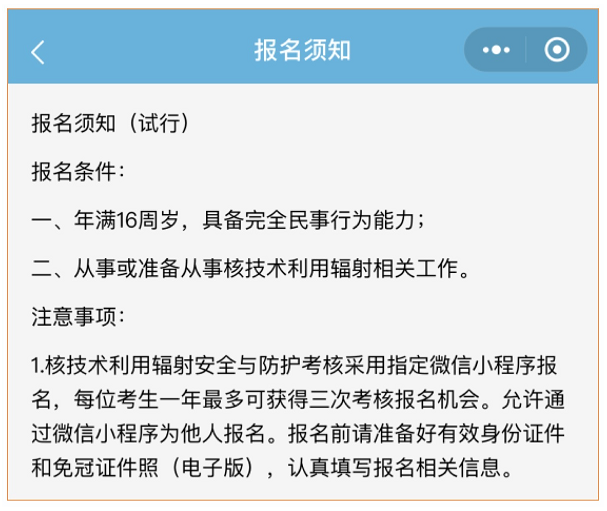 报名须知
报名须知（试行）
报名条件：
一、年满16周岁，具备完全民事行为能力；
二、从事或准备从事核技术利用辐射相关工作。
注意事项：
1.核技术利用辐射安全与防护考核采用指定微信小程序报
名，每位考生一年最多可获得三次考核报名机会。允许通
过微信小程序为他人报名。报名前请准备好有效身份证件
和免冠证件照（电子版），认真填写报名相关信息。